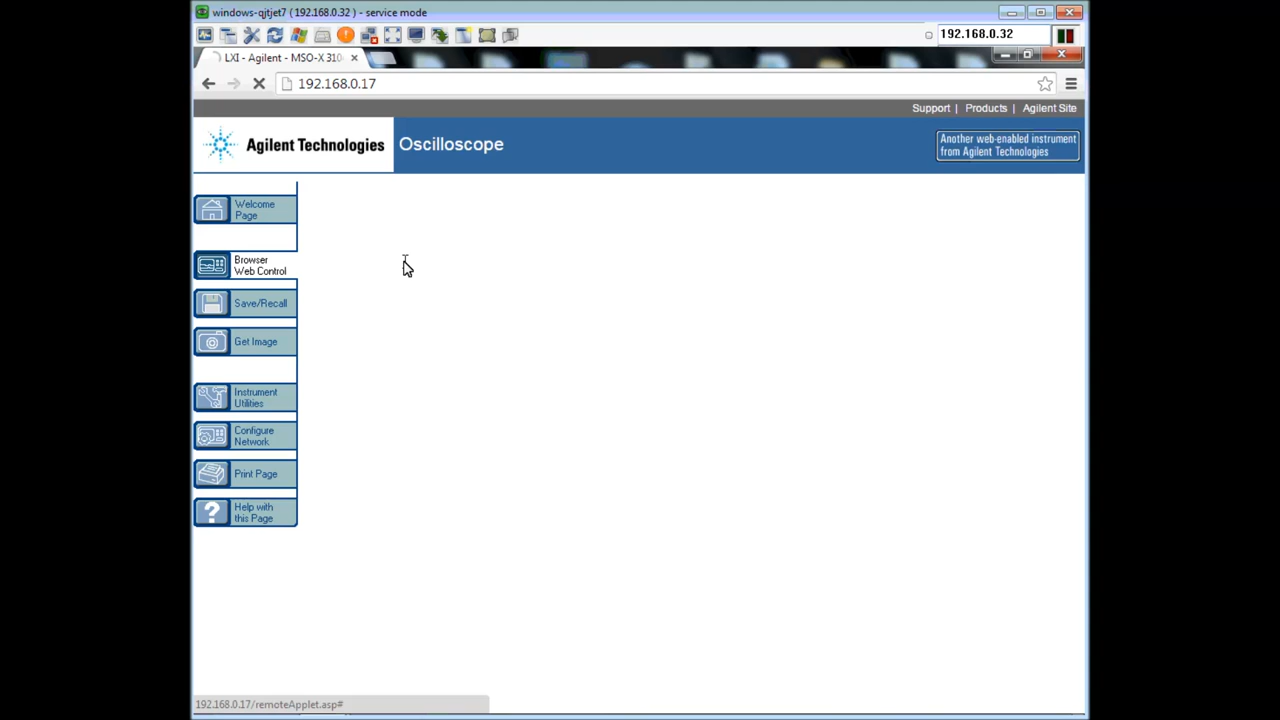 windows-qjtjet7 ( 192.168.0.32 ) - service mode
192.168.0.32
LXI - Agilent - MSO-X 310
192.168.0.17
Support | Products | Agilent Site
Agilent Technologies
Oscilloscope
Another web-enabled instrument
from Agilent Technologies
Welcome
Page
Browser
Web Control
Save/Recall
Get Image
Instrument
Utilities
Configure
Network
Print Page
Help with
this Page
192.168.0.17/remoteApplet.asp#